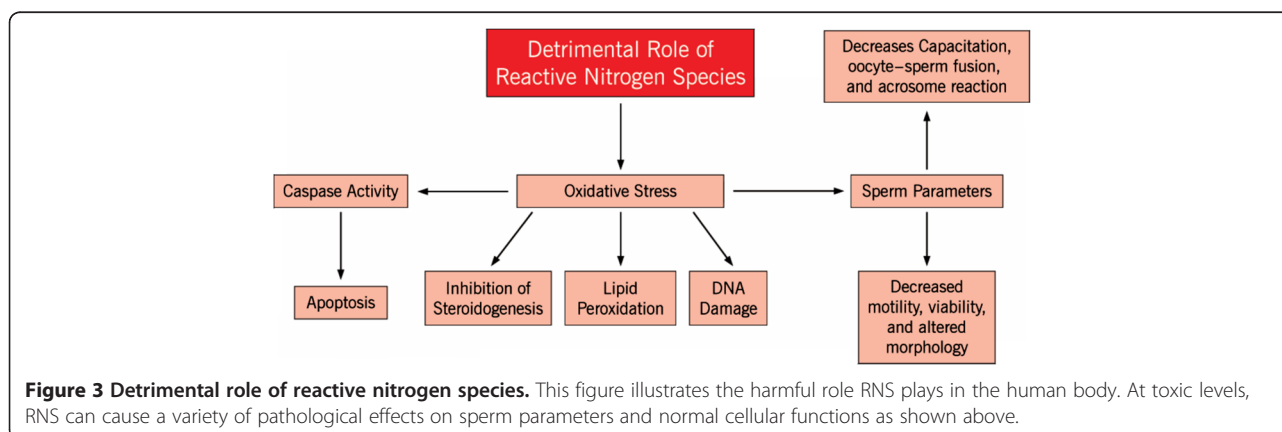 Detrimental Role of
Reactive Nitrogen Species
Decreases Capacitation,
oocyte–sperm fusion,
and acrosome reaction
Caspase Activity
Oxidative Stress
Sperm Parameters
Apoptosis
Inhibition of
Steroidogenesis
Lipid
Peroxidation
DNA
Damage
Decreased
motility, viability,
and altered
morphology
Figure 3 Detrimental role of reactive nitrogen species. This figure illustrates the harmful role RNS plays in the human body. At toxic levels,
RNS can cause a variety of pathological effects on sperm parameters and normal cellular functions as shown above.